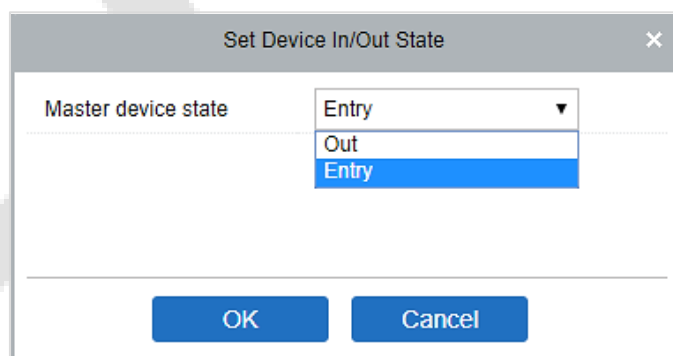 Set Device In/Out State ×
Master device state Entry ▼
Out
Entry
OK Cancel